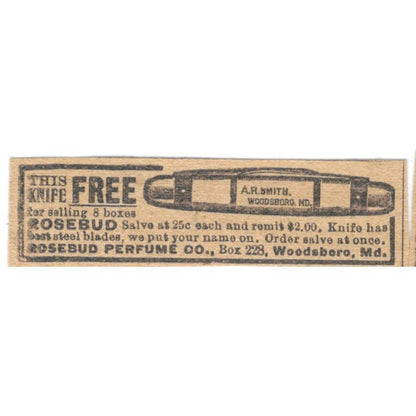 THIS
KNIFE FREE
for selling 8 boxes
A.R. SMITH.
WOODSBORO, MD.
ROSEBUD Salve at 25c each and remit $2.00. Knife has
best steel blades, we put your name on. Order salve at once.
ROSEBUD PERFUME CO., Box 228, Woodsboro, Md.